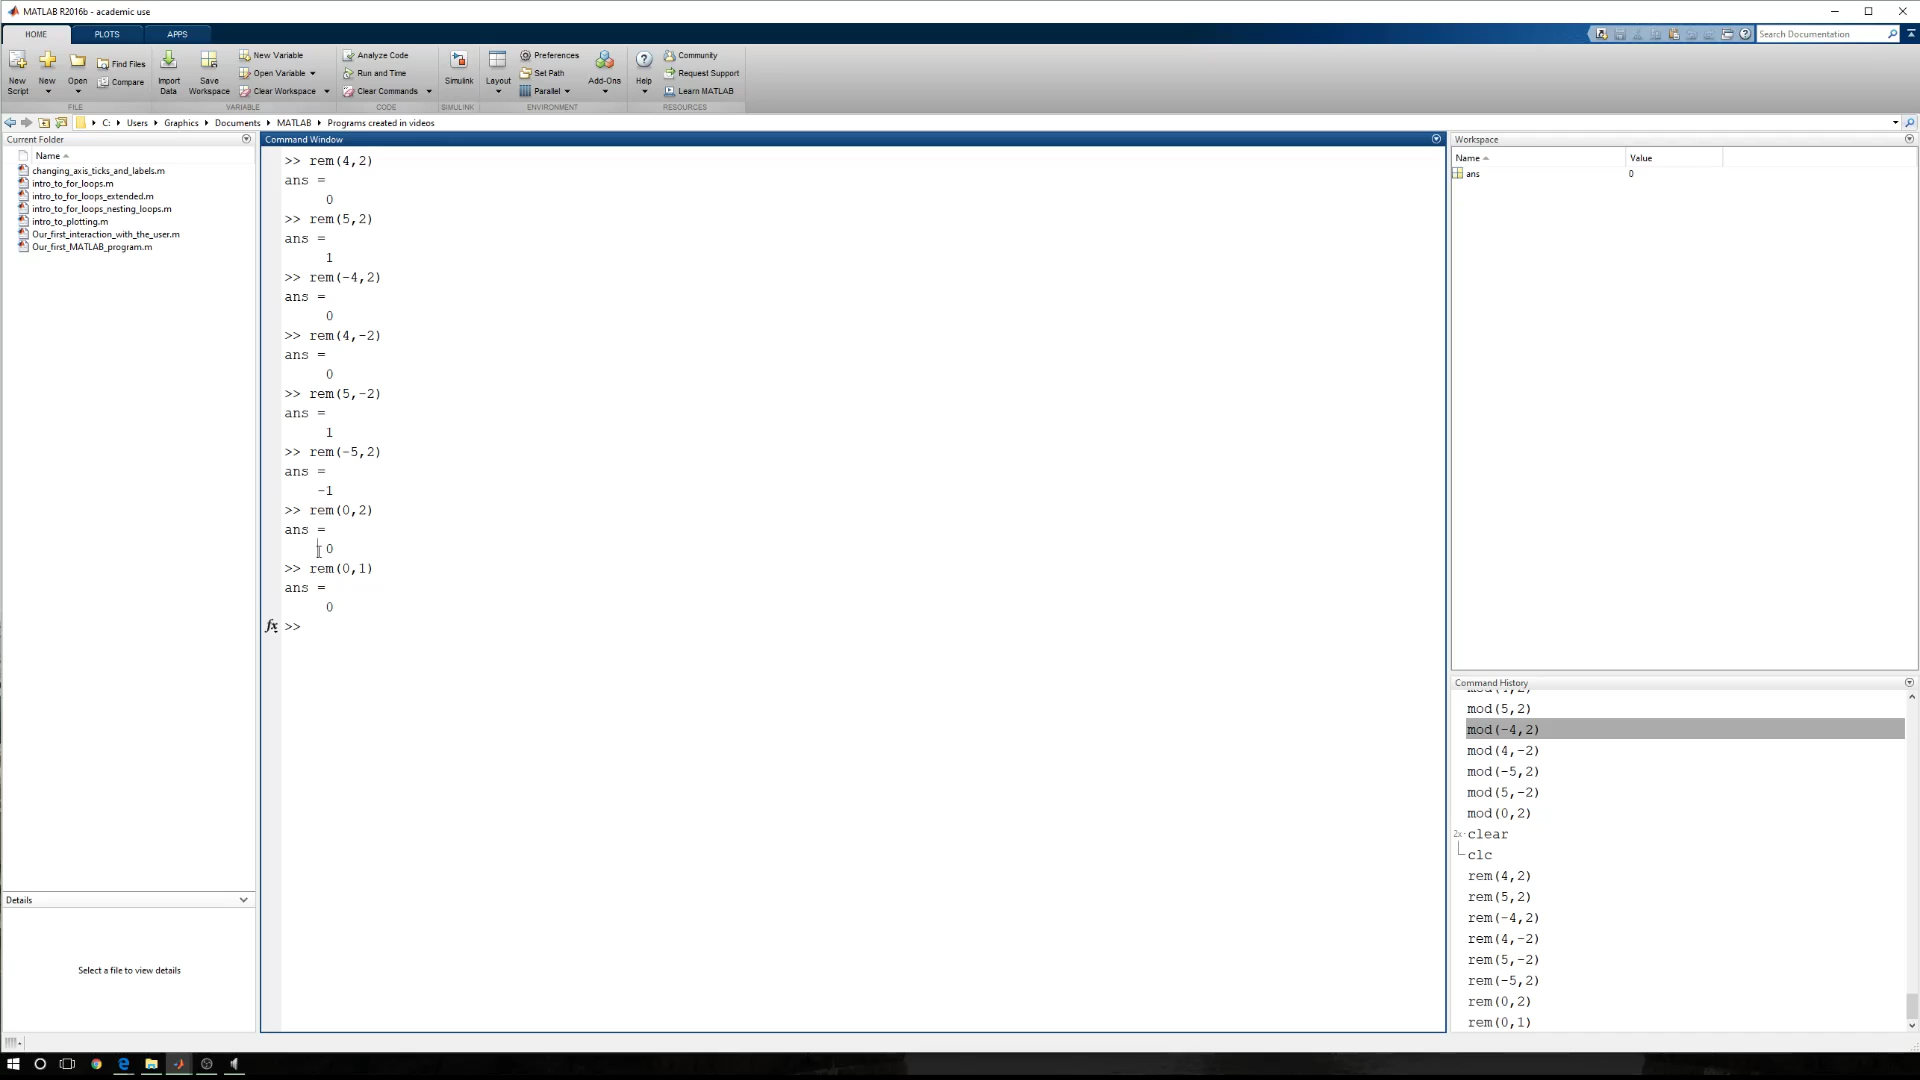 MATLAB R2016b - academic use
HOME PLOTS APPS
Search Documentation
New Script
New
Open
Find Files
Compare
Import Data
Save Workspace
New Variable
Open Variable
Clear Workspace
Analyze Code
Run and Time
Clear Commands
Simulink
Layout
Preferences
Set Path
Parallel
Add-Ons
Help
Community
Request Support
Learn MATLAB
FILE VARIABLE CODE SIMULINK ENVIRONMENT RESOURCES
C: Users Graphics Documents MATLAB Programs created in videos
Current Folder
Name
changing_axis_ticks_and_labels.m
intro_to_for_loops.m
intro_to_for_loops_extended.m
intro_to_for_loops_nesting_loops.m
intro_to_plotting.m
Our_first_interaction_with_the_user.m
Our_first_MATLAB_program.m
Details
Select a file to view details
Command Window
>> rem(4,2)
ans =
0
>> rem(5,2)
ans =
1
>> rem(-4,2)
ans =
0
>> rem(4,-2)
ans =
0
>> rem(5,-2)
ans =
1
>> rem(-5,2)
ans =
-1
>> rem(0,2)
ans =
0
>> rem(0,1)
ans =
0
fx >>
Workspace
Name Value
ans 0
Command History
mod(5,2)
mod(-4,2)
mod(4,-2)
mod(-5,2)
mod(5,-2)
mod(0,2)
2x clear
clc
rem(4,2)
rem(5,2)
rem(-4,2)
rem(4,-2)
rem(5,-2)
rem(-5,2)
rem(0,2)
rem(0,1)